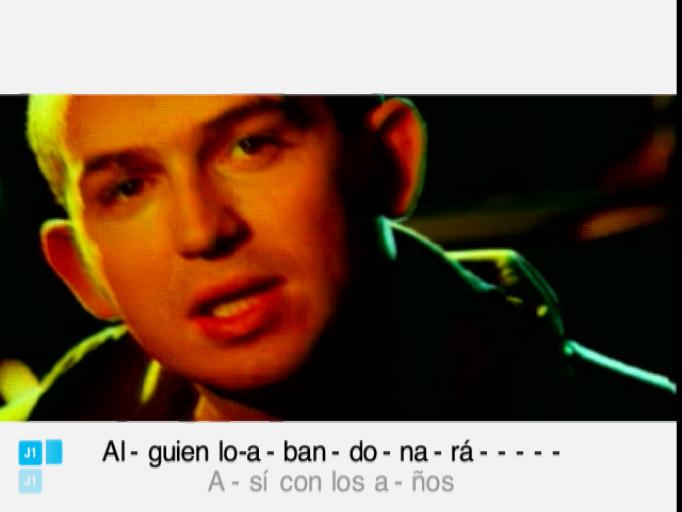 J1 Al - guien lo-a - ban - do - na - rá - - - - -
J1 A - sí con los a - ños